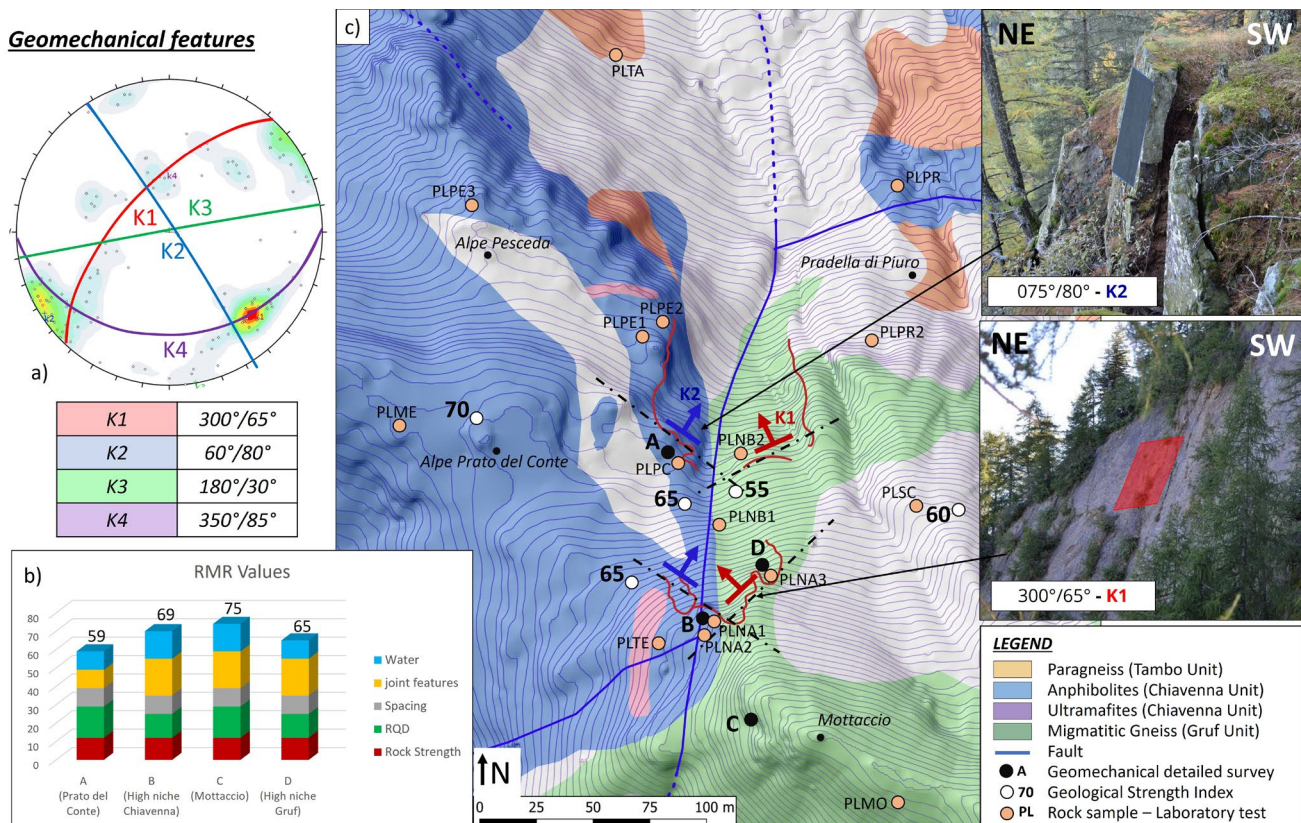 Geomechanical features
K1
K3
K2
K4
k4
k2
k1
a)
K1 300°/65°
K2 60°/80°
K3 180°/30°
K4 350°/85°
b)
RMR Values
80
70
60
50
40
30
20
10
0
59
69
75
65
A
(Prato del
Conte)
B
(High niche
Chiavenna)
C
(Mottaccio)
D
(High niche
Gruf)
Water
joint features
Spacing
RQD
Rock Strength
c)
PLTA
PLPR
PLPE3
Alpe Pesceda
Pradella di Piuro
PLPE2
PLPE1
PLPR2
K2
K1
70
PLME
A
PLNB2
Alpe Prato del Conte
PLPC
65
55
PLSC
60
PLNB1
D
65
PLNA3
B
PLNA1
PLTE
PLNA2
C
Mottaccio
PLMO
N
0 25 50 75 100 m
NE SW
075°/80° - K2
NE SW
300°/65° - K1
LEGEND
Paragneiss (Tambo Unit)
Anphibolites (Chiavenna Unit)
Ultramafites (Chiavenna Unit)
Migmatitic Gneiss (Gruf Unit)
Fault
A Geomechanical detailed survey
70 Geological Strength Index
PL Rock sample – Laboratory test